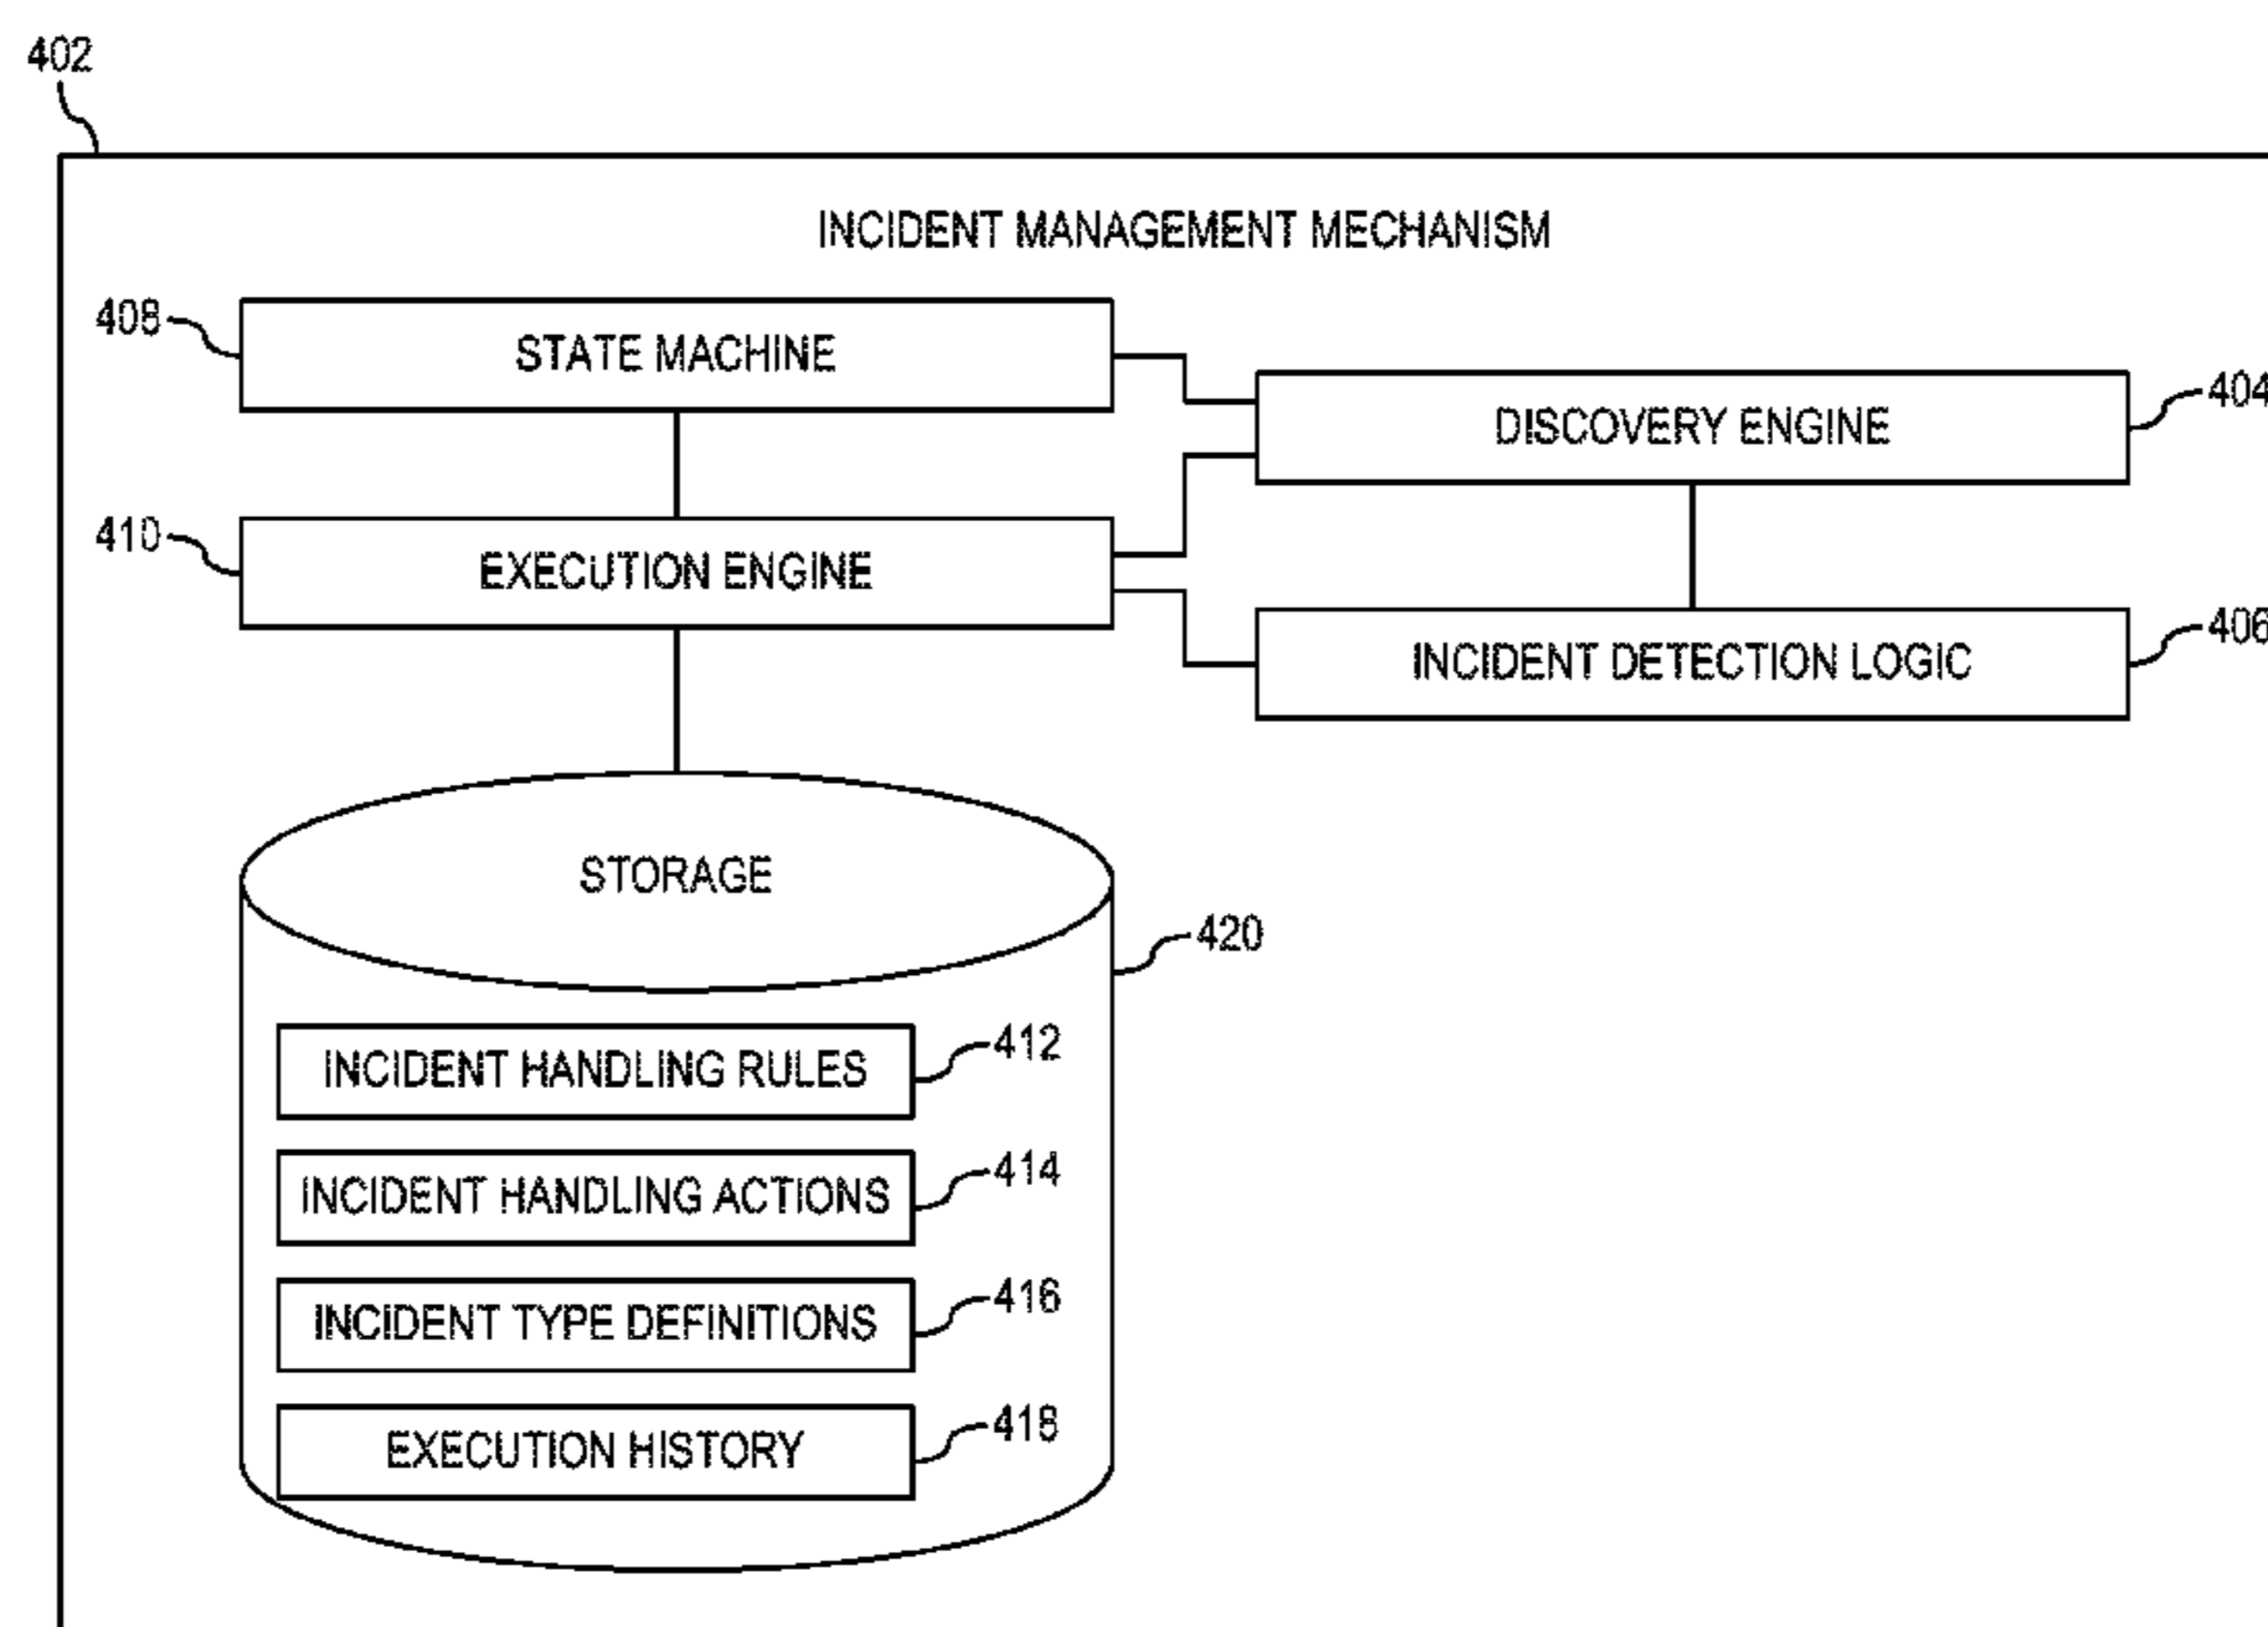 402
INCIDENT MANAGEMENT MECHANISM
408
STATE MACHINE
404
DISCOVERY ENGINE
410
EXECUTION ENGINE
406
INCIDENT DETECTION LOGIC
STORAGE
420
INCIDENT HANDLING RULES
412
INCIDENT HANDLING ACTIONS
414
INCIDENT TYPE DEFINITIONS
416
EXECUTION HISTORY
418